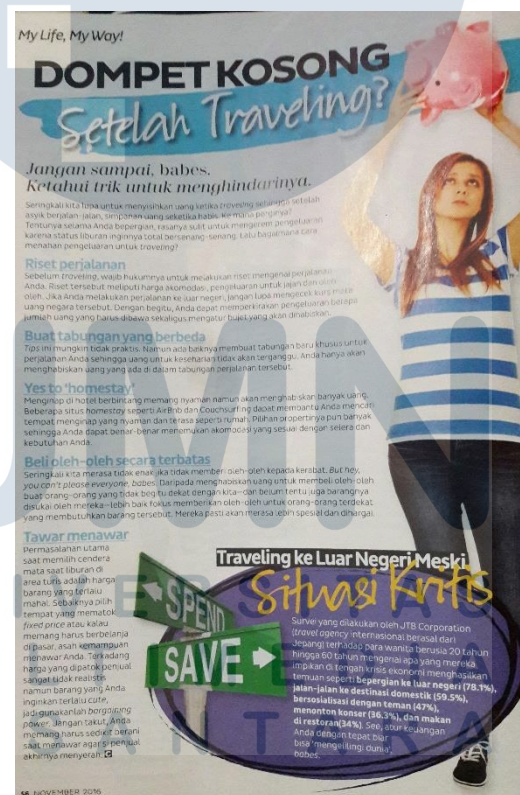 My Life, My Way!
DOMPET KOSONG
Setelah Traveling?
Jangan sampai, babes.
Ketahui trik untuk menghindarinya.
Seringkali kita lupa untuk menyisihkan uang ketika traveling sehingga setelah
asyik berjalan-jalan, simpanan uang seketika habis. Ke mana perginya?
Tentunya selama Anda bepergian, rasanya sulit untuk mengerem pengeluaran
karena status liburan inginnya total bersenang-senang. Lalu bagaimana cara
menahan pengeluaran untuk traveling?
Riset perjalanan
Sebelum traveling, wajib hukumnya untuk melakukan riset mengenai perjalanan
Anda. Riset tersebut meliputi harga akomodasi, pengeluaran untuk jajan dan oleh-
oleh. Jika Anda melakukan perjalanan ke luar negeri, jangan lupa mengecek kurs mata
uang negara tersebut. Dengan begitu, Anda dapat memperkirakan pengeluaran berapa
jumlah uang yang harus dibawa sekaligus mengatur bujet yang akan dihabiskan.
Buat tabungan yang berbeda
Tips ini mungkin tidak praktis. Namun ada baiknya membuat tabungan baru khusus untuk
perjalanan Anda sehingga uang untuk keseharian tidak akan terganggu. Anda hanya akan
menghabiskan uang yang ada di dalam tabungan perjalanan tersebut.
Yes to 'homestay'
Menginap di hotel berbintang memang nyaman namun akan menghabiskan banyak uang.
Beberapa situs homestay seperti AirBnb dan Couchsurfing dapat membantu Anda mencari
tempat menginap yang nyaman dan terasa seperti rumah. Pilihan propertinya pun banyak
sehingga Anda dapat benar-benar menemukan akomodasi yang sesuai dengan selera dan
kebutuhan Anda.
Beli oleh-oleh secara terbatas
Seringkali kita merasa tidak enak jika tidak memberi oleh-oleh kepada kerabat. But hey,
you can't please everyone, babes. Daripada menghabiskan uang untuk membeli oleh-oleh
buat orang-orang yang tidak begitu dekat dengan kita—dan belum tentu juga barangnya
disukai oleh mereka—lebih baik fokus memberikan oleh-oleh untuk orang-orang terdekat
yang membutuhkan barang tersebut. Mereka pasti akan merasa lebih spesial dan dihargai.
Tawar menawar
Permasalahan utama
saat memilih cendera
mata saat liburan di
area turis adalah harga
barang yang terlalu
mahal. Sebaiknya pilih
tempat yang mematok
fixed price atau kalau
memang harus berbelanja
di pasar, asah kemampuan
menawar Anda. Terkadang
harga yang dipatok penjual
sangat tidak realistis
namun barang yang Anda
inginkan terlalu cute,
jadi gunakanlah bargaining
power. Jangan takut, Anda
memang harus sedikit berani
saat menawar agar si penjual
akhirnya menyerah. C
SPEND
SAVE
Traveling ke Luar Negeri Meski
Situasi Kritis
Survei yang dilakukan oleh JTB Corporation
(travel agency internasional berasal dari
Jepang) terhadap para wanita berusia 20 tahun
hingga 60 tahun mengenai apa yang mereka
impikan di tengah krisis ekonomi menghasilkan
temuan seperti bepergian ke luar negeri (78.1%),
jalan-jalan ke destinasi domestik (59.5%),
bersosialisasi dengan teman (47%),
menonton konser (36.3%), dan makan
di restoran(34%). See, atur keuangan
Anda dengan tepat biar
bisa 'mengelilingi dunia',
babes.
56 NOVEMBER 2016
UMN